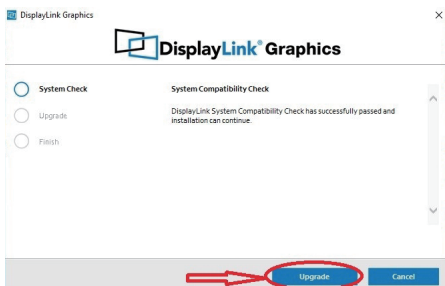 DisplayLink Graphics
DisplayLink® Graphics
System Check
Upgrade
Finish
System Compatibility Check
DisplayLink System Compatibility Check has successfully passed and
installation can continue.
Upgrade
Cancel